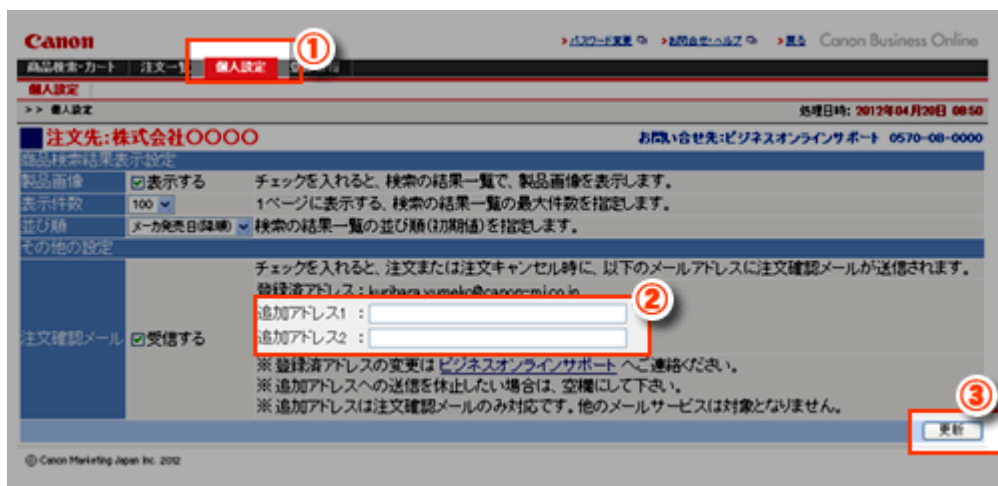 Canon
> パスワード変更 > お問合せ・ヘルプ > 戻る Canon Business Online
①
商品検索・カート 注文一覧 個人設定
個人設定
>> 個人設定
処理日時: 2012年04月20日 08:50
注文先:株式会社〇〇〇〇
お問い合せ先:ビジネスオンラインサポート 0570-08-0000
商品検索結果表示設定
製品画像 表示する チェックを入れると、検索の結果一覧で、製品画像を表示します。
表示件数 100 1ページに表示する、検索の結果一覧の最大件数を指定します。
並び順 メーカ発売日(降順) 検索の結果一覧の並び順(初期値)を指定します。
その他の設定
チェックを入れると、注文または注文キャンセル時に、以下のメールアドレスに注文確認メールが送信されます。
登録済アドレス : kurihara.yumeko@canon-mj.co.jp
②
追加アドレス1 :
注文確認メール 受信する
追加アドレス2 :
※ 登録済アドレスの変更は ビジネスオンラインサポート へご連絡ください。
※ 追加アドレスへの送信を休止したい場合は、空欄にして下さい。
※ 追加アドレスは注文確認メールのみ対応です。他のメールサービスは対象となりません。
③
更新
© Canon Marketing Japan Inc. 2012